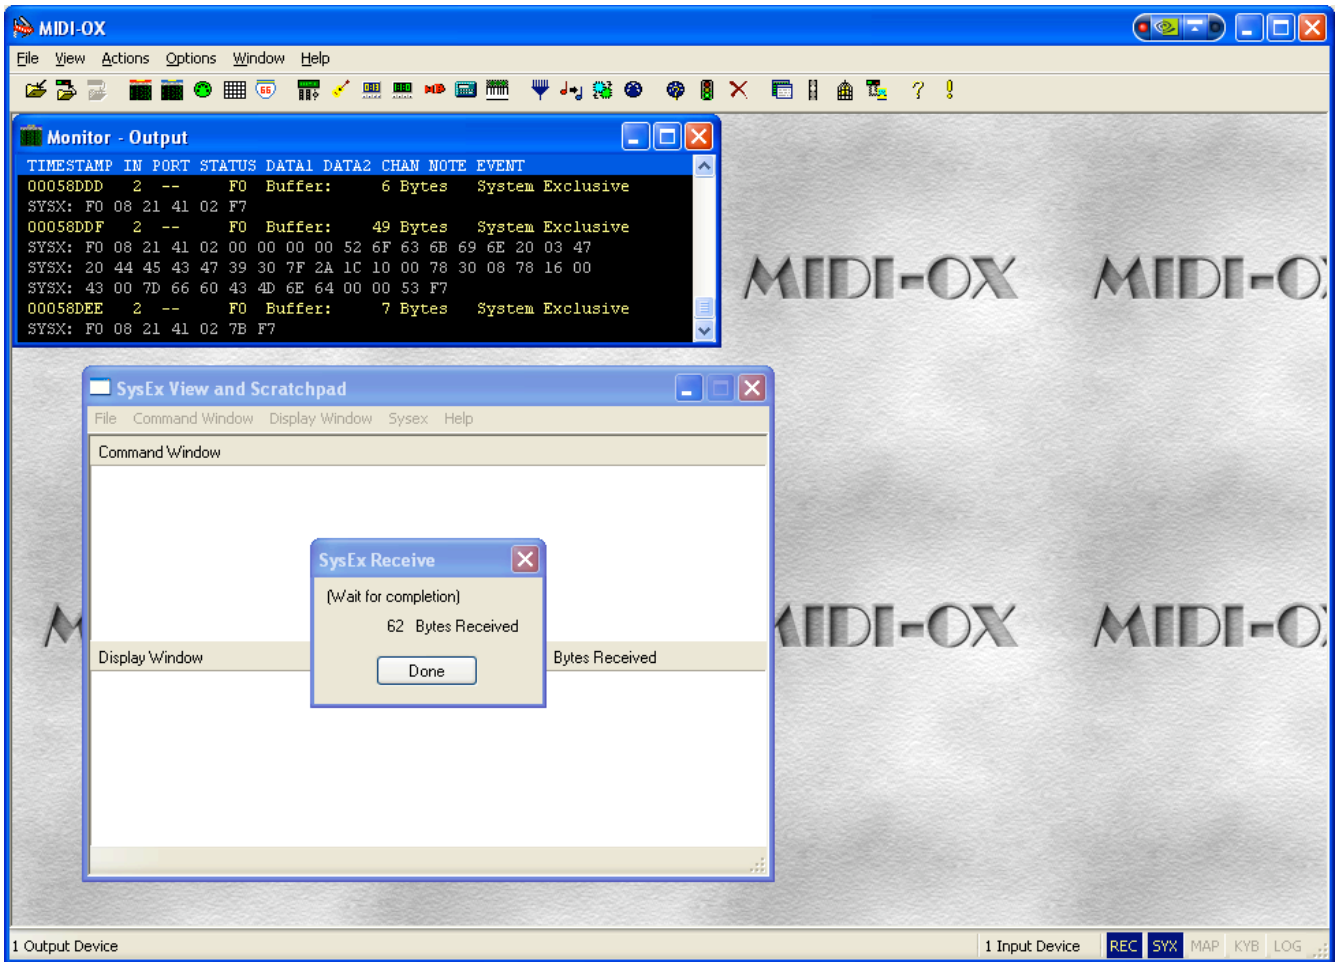 MIDI-OX
File View Actions Options Window Help
Monitor - Output
TIMESTAMP IN PORT STATUS DATA1 DATA2 CHAN NOTE EVENT
00058DDD 2 -- F0 Buffer: 6 Bytes System Exclusive
SYSX: F0 08 21 41 02 F7
00058DDF 2 -- F0 Buffer: 49 Bytes System Exclusive
SYSX: F0 08 21 41 02 00 00 00 00 52 6F 63 6B 69 6E 20 03 47
SYSX: 20 44 45 43 47 39 30 7F 2A 1C 10 00 78 30 08 78 16 00
SYSX: 43 00 7D 66 60 43 4D 6E 64 00 00 53 F7
00058DEE 2 -- F0 Buffer: 7 Bytes System Exclusive
SYSX: F0 08 21 41 02 7B F7
MIDI-OX MIDI-OX
SysEx View and Scratchpad
File Command Window Display Window Sysex Help
Command Window
SysEx Receive
(Wait for completion)
62 Bytes Received
Done
MIDI-OX MIDI-OX
Display Window Bytes Received
1 Output Device 1 Input Device REC SYX MAP KYB LOG